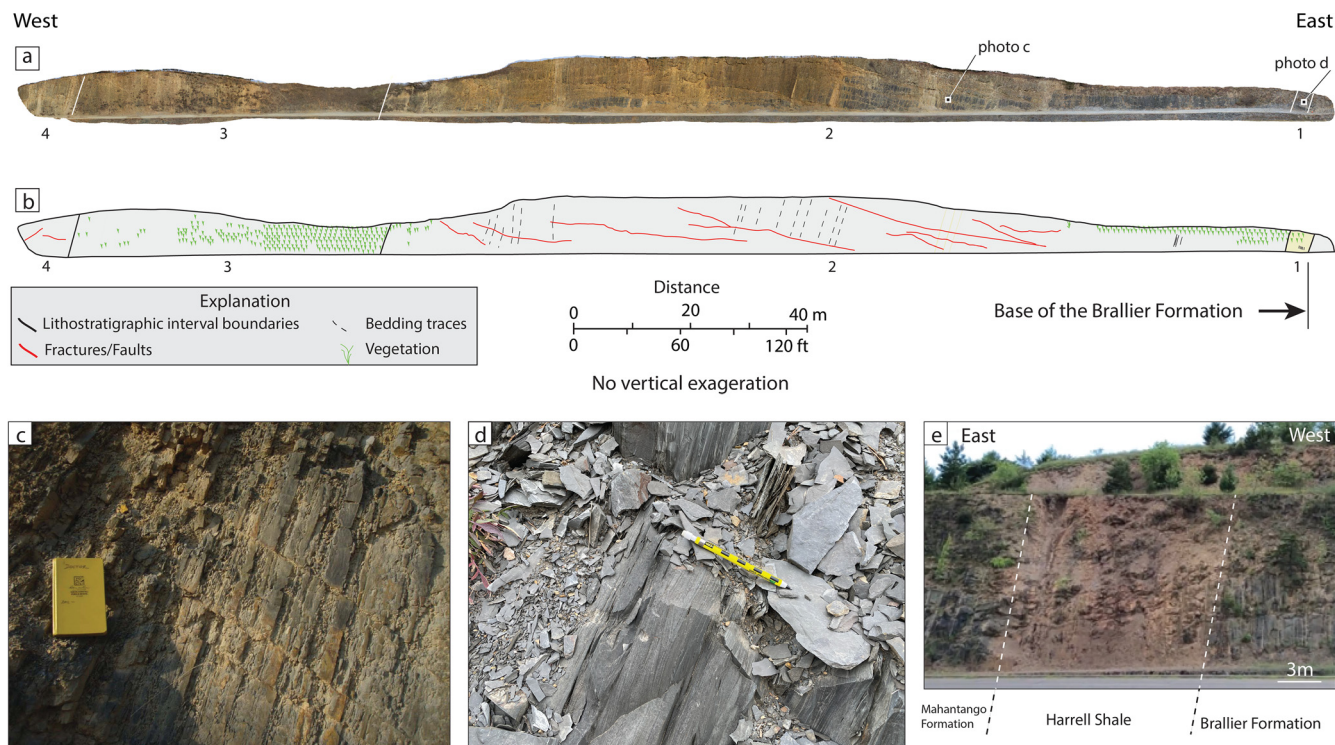 West
East
a
photo c
photo d
4
3
2
1
b
4
3
2
1
Explanation
Lithostratigraphic interval boundaries
Bedding traces
Fractures/Faults
Vegetation
Distance
0 20 40 m
0 60 120 ft
No vertical exageration
Base of the Brallier Formation
c
d
e
East
West
3m
Mahantango
Formation
Harrell Shale
Brallier Formation